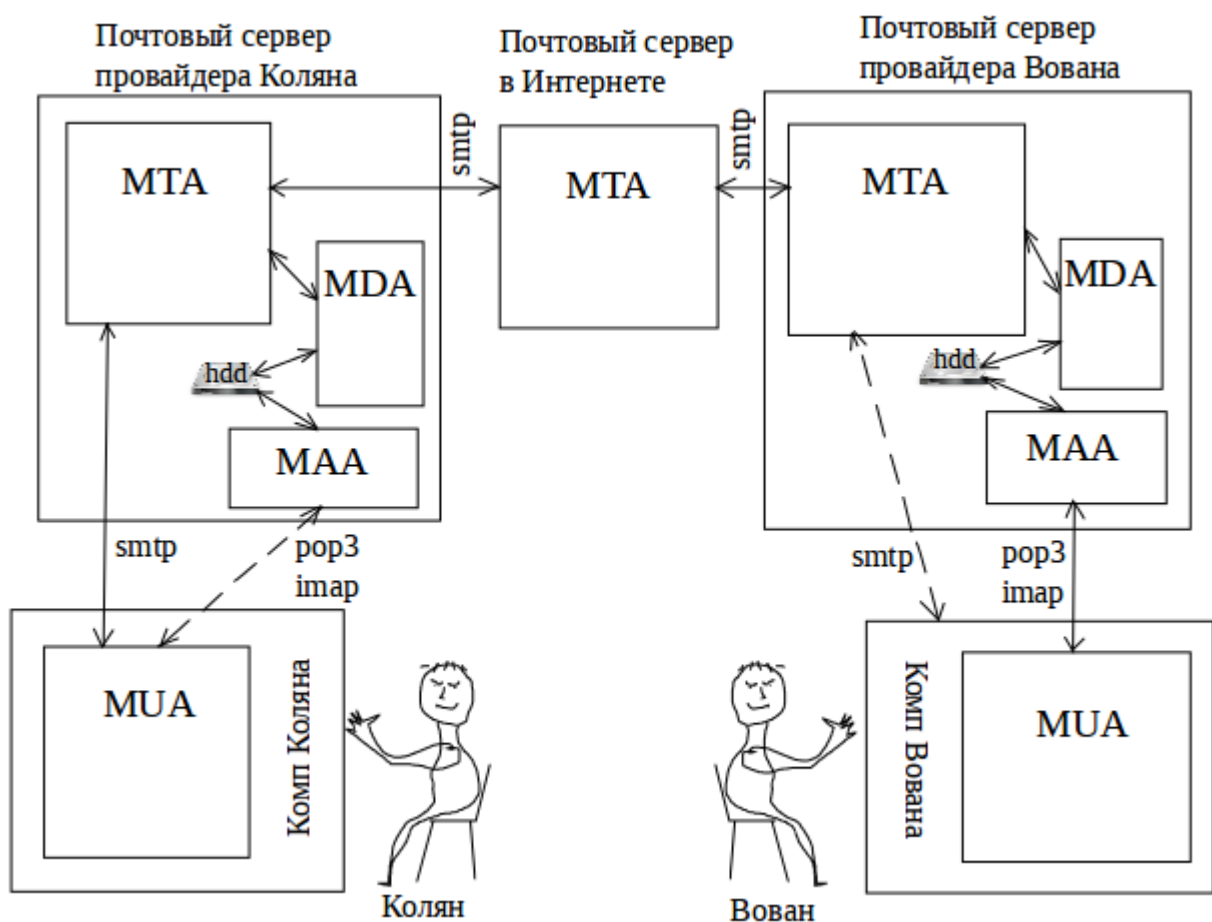 Почтовый сервер
провайдера Коляна
Почтовый сервер
в Интернете
Почтовый сервер
провайдера Вована
smtp
smtp
MTA
MTA
MTA
MDA
MDA
hdd
hdd
MAA
MAA
smtp
pop3
imap
smtp
pop3
imap
MUA
Комп Коляна
Комп Вована
MUA
Колян
Вован